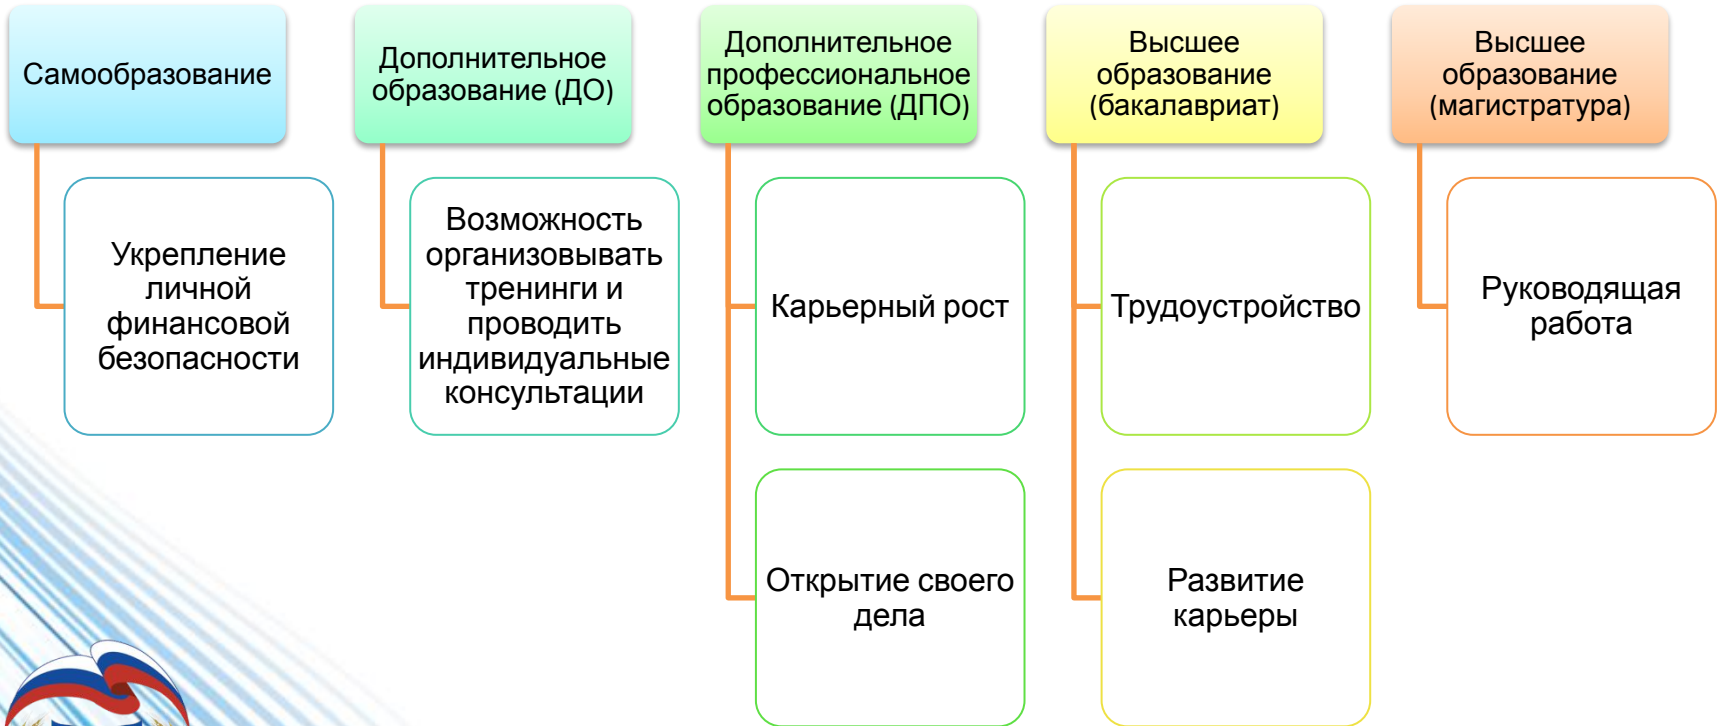 Самообразование
Укрепление
личной
финансовой
безопасности
Дополнительное
образование (ДО)
Возможность
организовывать
тренинги и
проводить
индивидуальные
консультации
Дополнительное
профессиональное
образование (ДПО)
Карьерный рост
Открытие своего
дела
Высшее
образование
(бакалавриат)
Трудоустройство
Развитие
карьеры
Высшее
образование
(магистратура)
Руководящая
работа